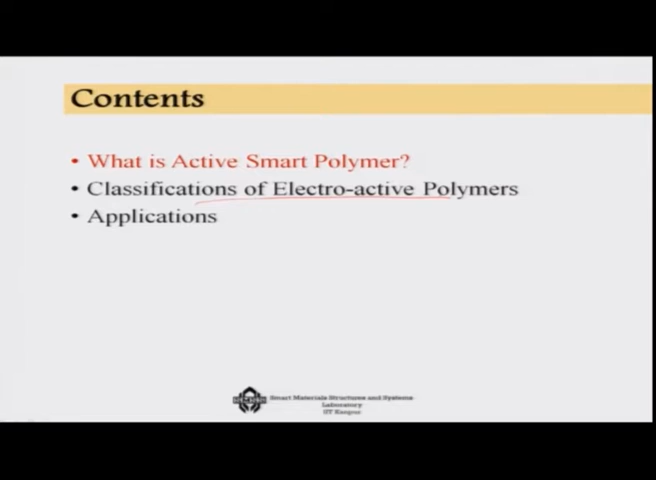 Contents
• What is Active Smart Polymer?
• Classifications of Electro-active Polymers
• Applications
Smart Materials Structures and Systems
Laboratory
IIT Kanpur